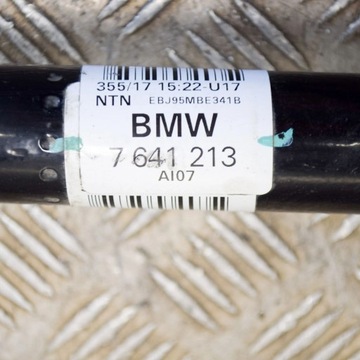 355/17 15:22-U17
NTN EBJ95MBE341B
BMW
7 641 213
AI07